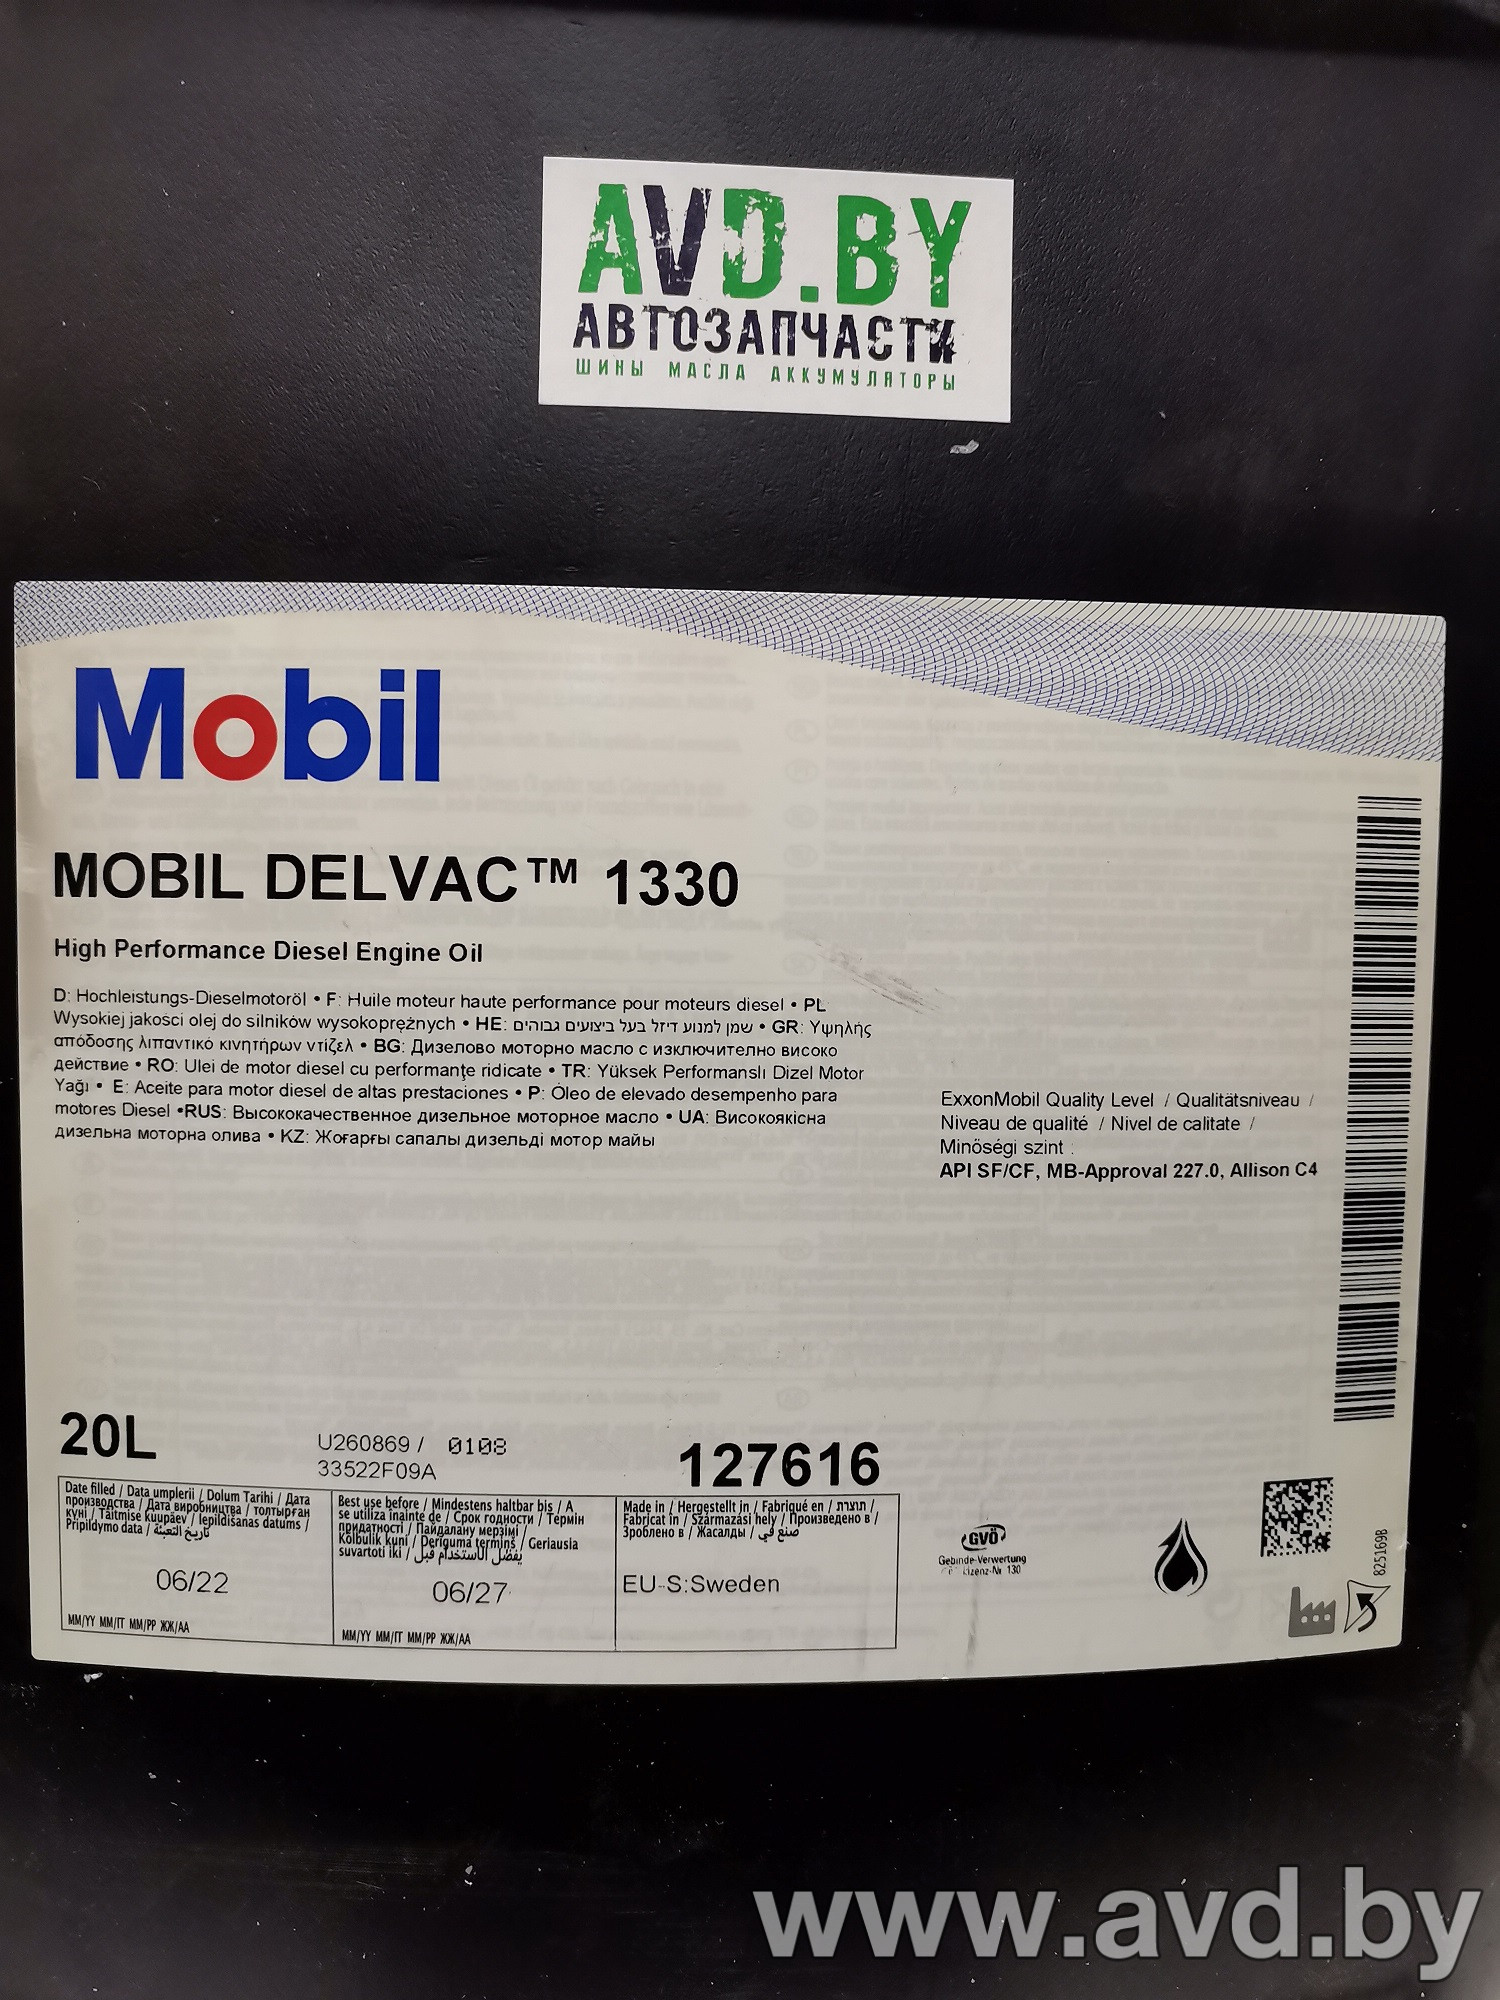 AVD.BY
АВТОЗАПЧАСТИ
ШИНЫ МАСЛА АККУМУЛЯТОРЫ
Mobil
MOBIL DELVAC™ 1330
High Performance Diesel Engine Oil
D: Hochleistungs-Dieselmotoröl • F: Huile moteur haute performance pour moteurs diesel • PL
Wysokiej jakości olej do silników wysokoprężnych • HE: שמן למנוע דיזל בעל ביצועים גבוהים • GR: Υψηλής
απόδοσης λιπαντικό κινητήρων ντίζελ • BG: Дизелово моторно масло с изключително високо
действие • RO: Ulei de motor diesel cu performanţe ridicate • TR: Yüksek Performanslı Dizel Motor
Yağı • E: Aceite para motor diesel de altas prestaciones • P: Óleo de elevado desempenho para
motores Diesel •RUS: Высококачественное дизельное моторное масло • UA: Високоякісна
дизельна моторна олива • KZ: Жоғарғы сапалы дизельді мотор майы
ExxonMobil Quality Level / Qualitätsniveau /
Niveau de qualité / Nivel de calitate /
Minőségi szint :
API SF/CF, MB-Approval 227.0, Allison C4
20L
U260869 / 0108
33522F09A
127616
Date filled / Data umplerii / Dolum Tarihi / Дата
производства / Дата виробництва / толтырған
күні / Täitmise kuupäev / Iepildīšanas datums /
Pripildymo data / تاريخ التعبئة
06/22
MM/YY MM/ГГ MM/PP ЖЖ/АА
Best use before / Mindestens haltbar bis / A
se utiliza înainte de / Срок годности / Термін
придатності / Пайдалану мерзімі /
Kõlbulik kuni / Derīguma termiņš / Geriausia
suvartoti iki / يفضل الاستخدام قبل
06/27
MM/YY MM/ГГ MM/PP ЖЖ/АА
Made in / Hergestellt in / Fabriqué en / תוצרת /
Fabricat în / Származási hely / Произведено в /
Зроблено в / Жасалды / صنع في
EU-S:Sweden
GVÖ
Gebinde-Verwertung
Lizenz-Nr 130
825169B
www.avd.by